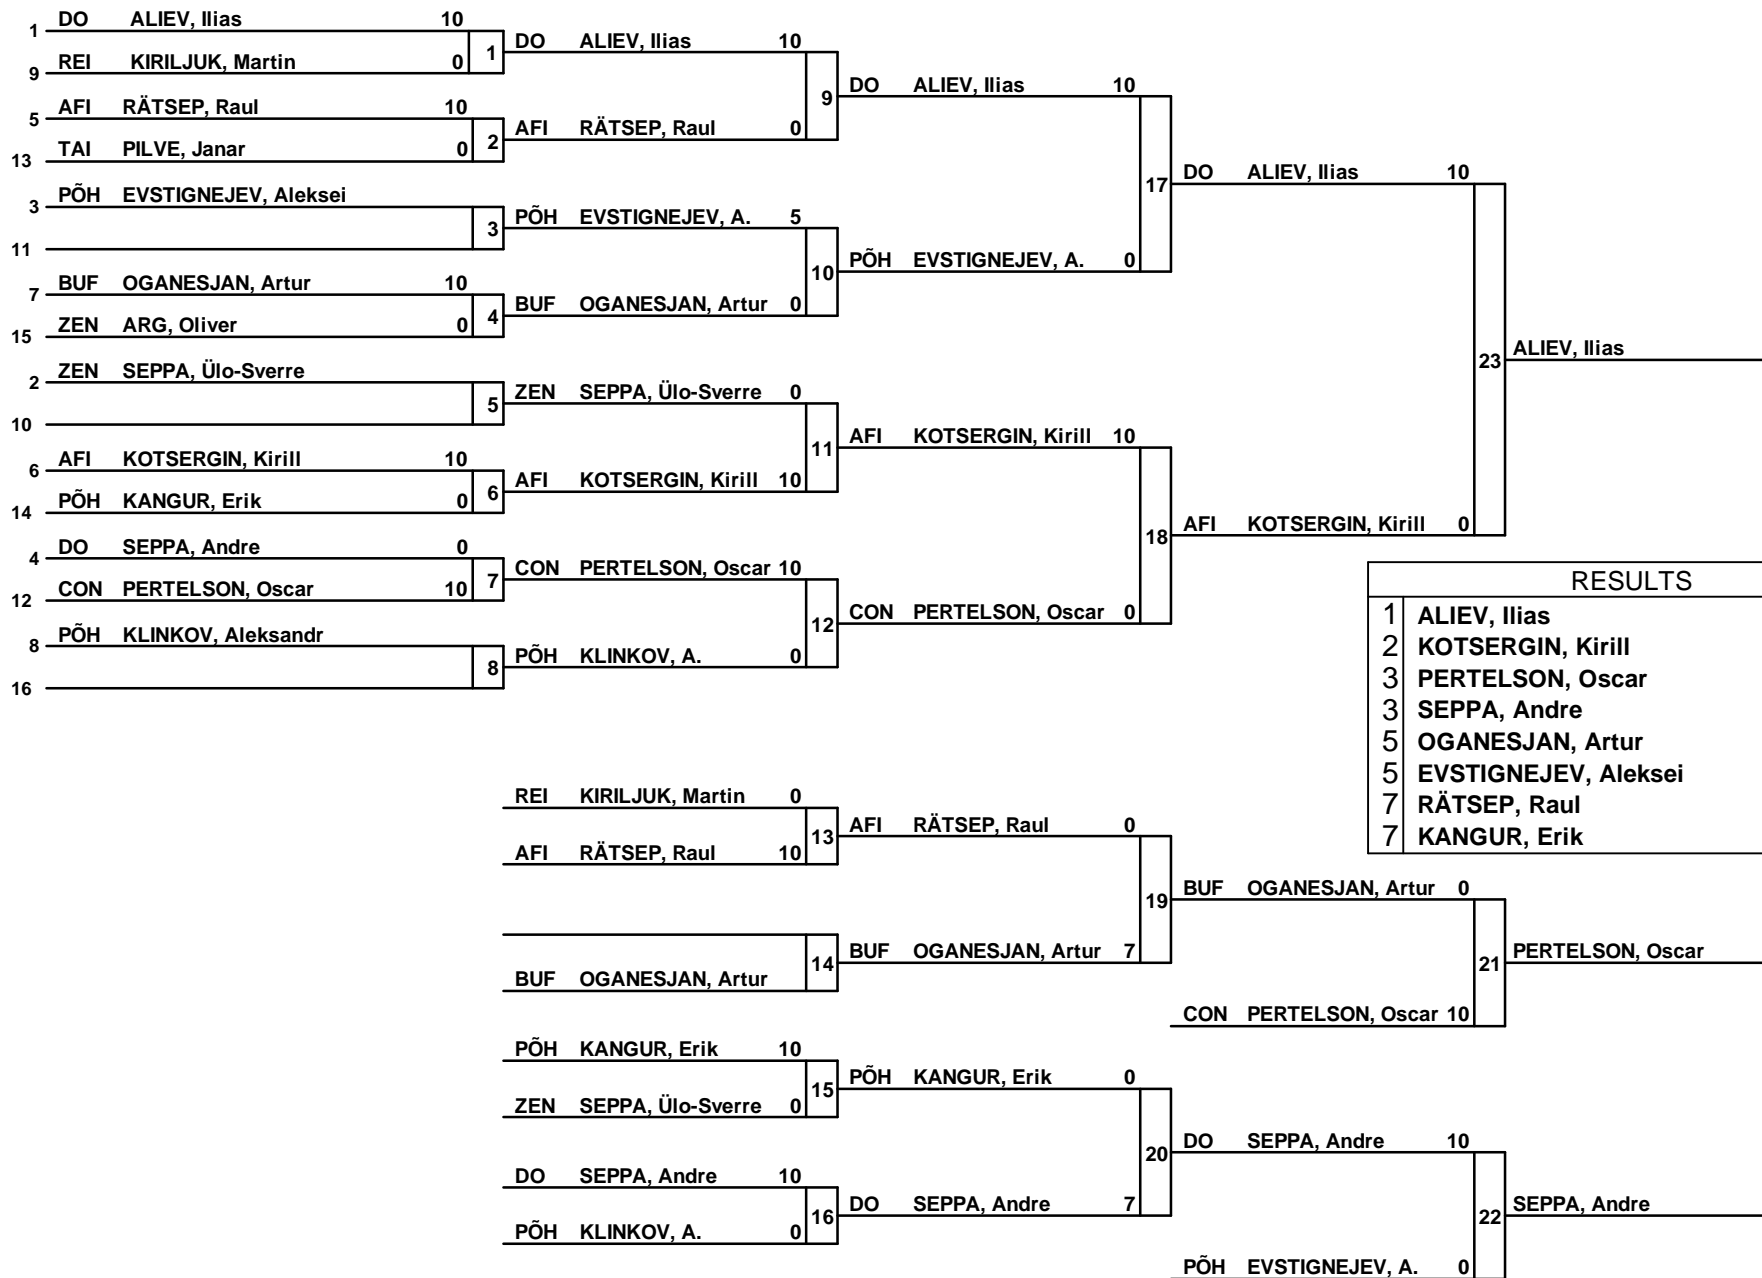 DO ALIEV, Ilias 10
1
REI KIRILJUK, Martin 0
9
1
DO ALIEV, Ilias 10
AFI RÄTSEP, Raul 10
5
TAI PILVE, Janar 0
13
2
AFI RÄTSEP, Raul 0
9
DO ALIEV, Ilias 10
PÕH EVSTIGNEJEV, Aleksei
3
11
3
PÕH EVSTIGNEJEV, A. 5
BUF OGANESJAN, Artur 10
7
ZEN ARG, Oliver 0
15
4
BUF OGANESJAN, Artur 0
10
PÕH EVSTIGNEJEV, A. 0
17
DO ALIEV, Ilias 10
ZEN SEPPA, Ülo-Sverre
2
10
5
ZEN SEPPA, Ülo-Sverre 0
AFI KOTSERGIN, Kirill 10
6
PÕH KANGUR, Erik 0
14
6
AFI KOTSERGIN, Kirill 10
11
AFI KOTSERGIN, Kirill 10
DO SEPPA, Andre 0
4
CON PERTELSON, Oscar 10
12
7
CON PERTELSON, Oscar 10
PÕH KLINKOV, Aleksandr
8
16
8
PÕH KLINKOV, A. 0
12
CON PERTELSON, Oscar 0
18
AFI KOTSERGIN, Kirill 0
23
ALIEV, Ilias
RESULTS
1 ALIEV, Ilias
2 KOTSERGIN, Kirill
3 PERTELSON, Oscar
3 SEPPA, Andre
5 OGANESJAN, Artur
5 EVSTIGNEJEV, Aleksei
7 RÄTSEP, Raul
7 KANGUR, Erik
REI KIRILJUK, Martin 0
AFI RÄTSEP, Raul 10
13
AFI RÄTSEP, Raul 0
BUF OGANESJAN, Artur
14
BUF OGANESJAN, Artur 7
19
BUF OGANESJAN, Artur 0
CON PERTELSON, Oscar 10
21
PERTELSON, Oscar
PÕH KANGUR, Erik 10
ZEN SEPPA, Ülo-Sverre 0
15
PÕH KANGUR, Erik 0
DO SEPPA, Andre 10
PÕH KLINKOV, A. 0
16
DO SEPPA, Andre 7
20
DO SEPPA, Andre 10
PÕH EVSTIGNEJEV, A. 0
22
SEPPA, Andre